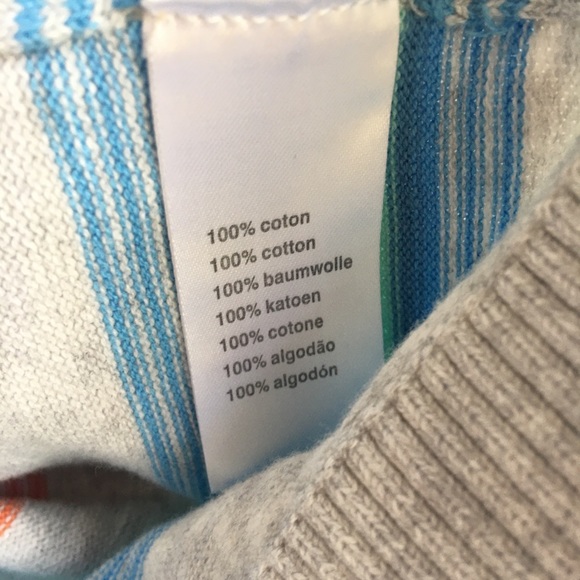 100% coton
100% cotton
100% baumwolle
100% katoen
100% cotone
100% algodão
100% algodón